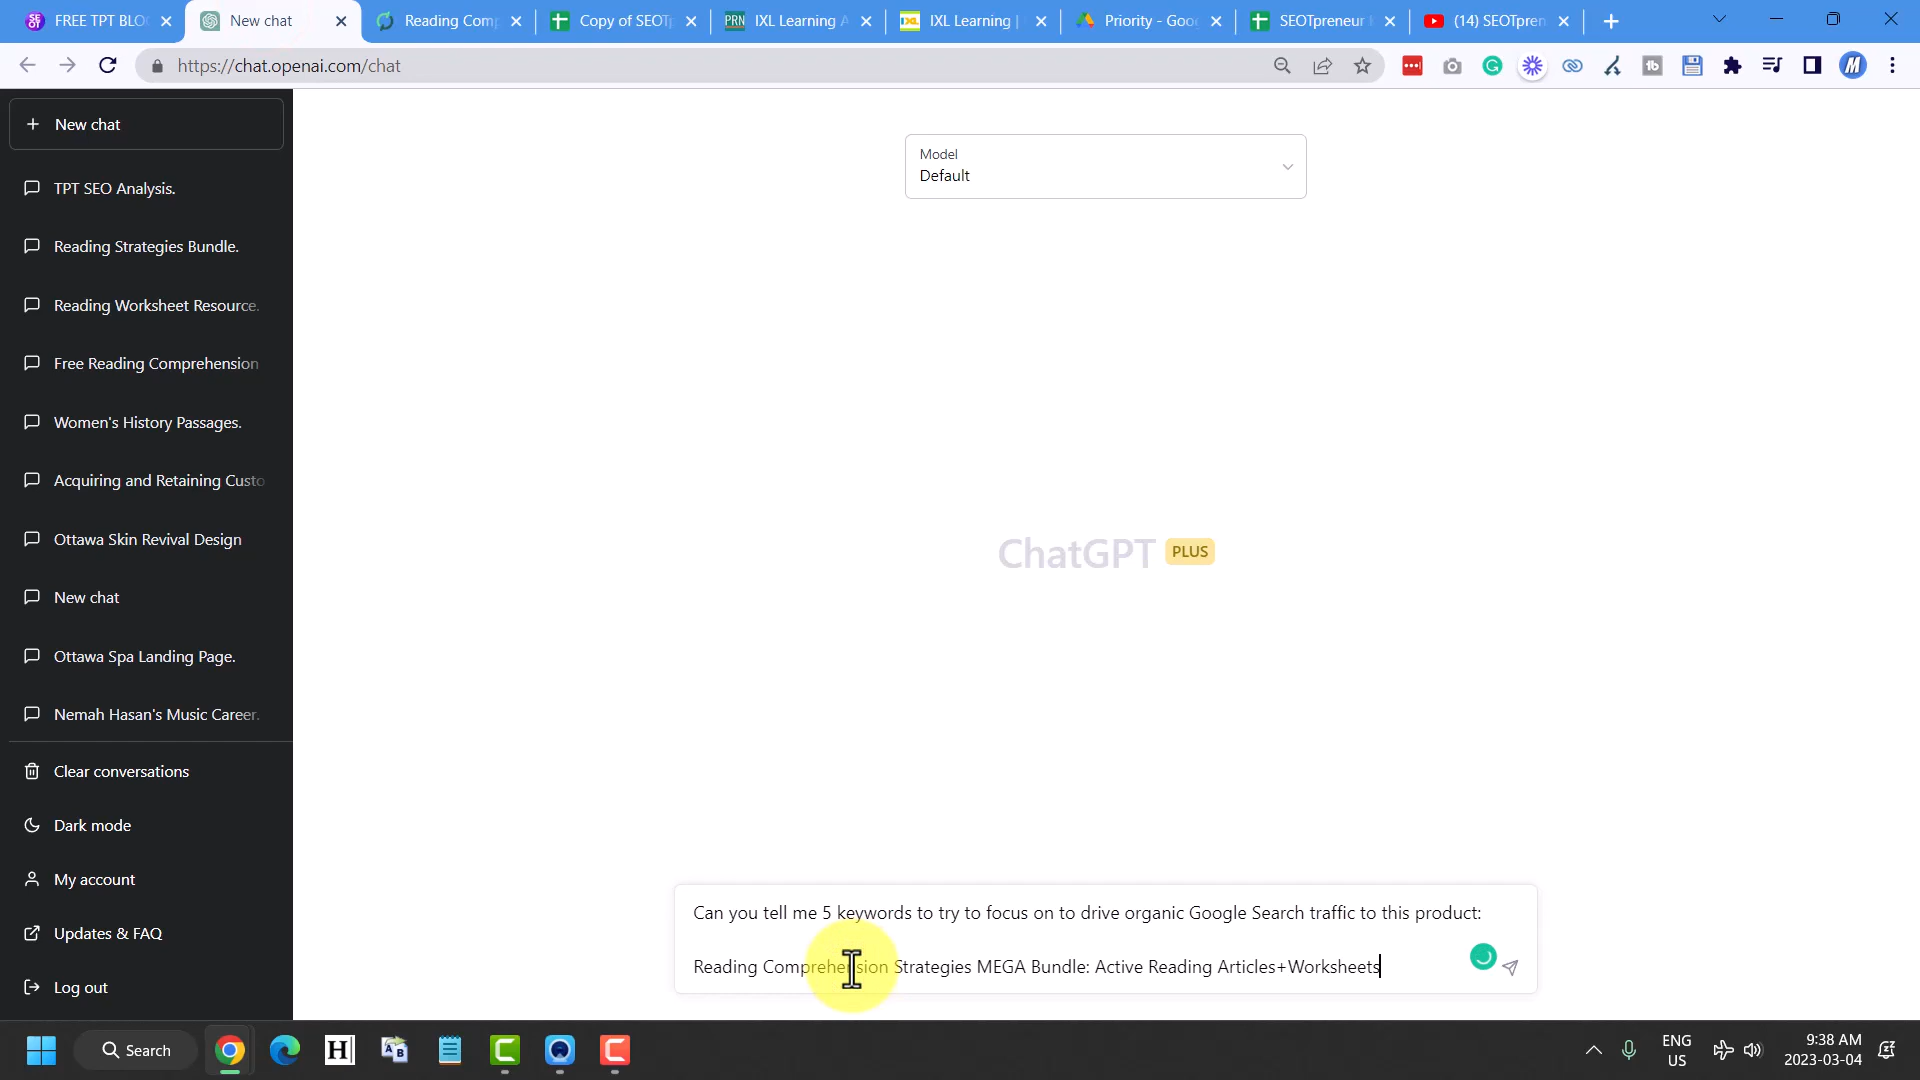 FREE TPT BLO
New chat
Reading Comp
Copy of SEOTp
PRN
IXL Learning A
IXL
IXL Learning |
Priority - Goo
SEOTpreneur
(14) SEOTpren
https://chat.openai.com/chat
New chat
TPT SEO Analysis.
Reading Strategies Bundle.
Reading Worksheet Resource.
Free Reading Comprehension
Women's History Passages.
Acquiring and Retaining Custo
Ottawa Skin Revival Design
New chat
Ottawa Spa Landing Page.
Nemah Hasan's Music Career.
Clear conversations
Dark mode
My account
Updates & FAQ
Log out
Model
Default
ChatGPT PLUS
Can you tell me 5 keywords to try to focus on to drive organic Google Search traffic to this product:
Reading Comprehension Strategies MEGA Bundle: Active Reading Articles+Worksheets
Search
ENG
US
9:38 AM
2023-03-04